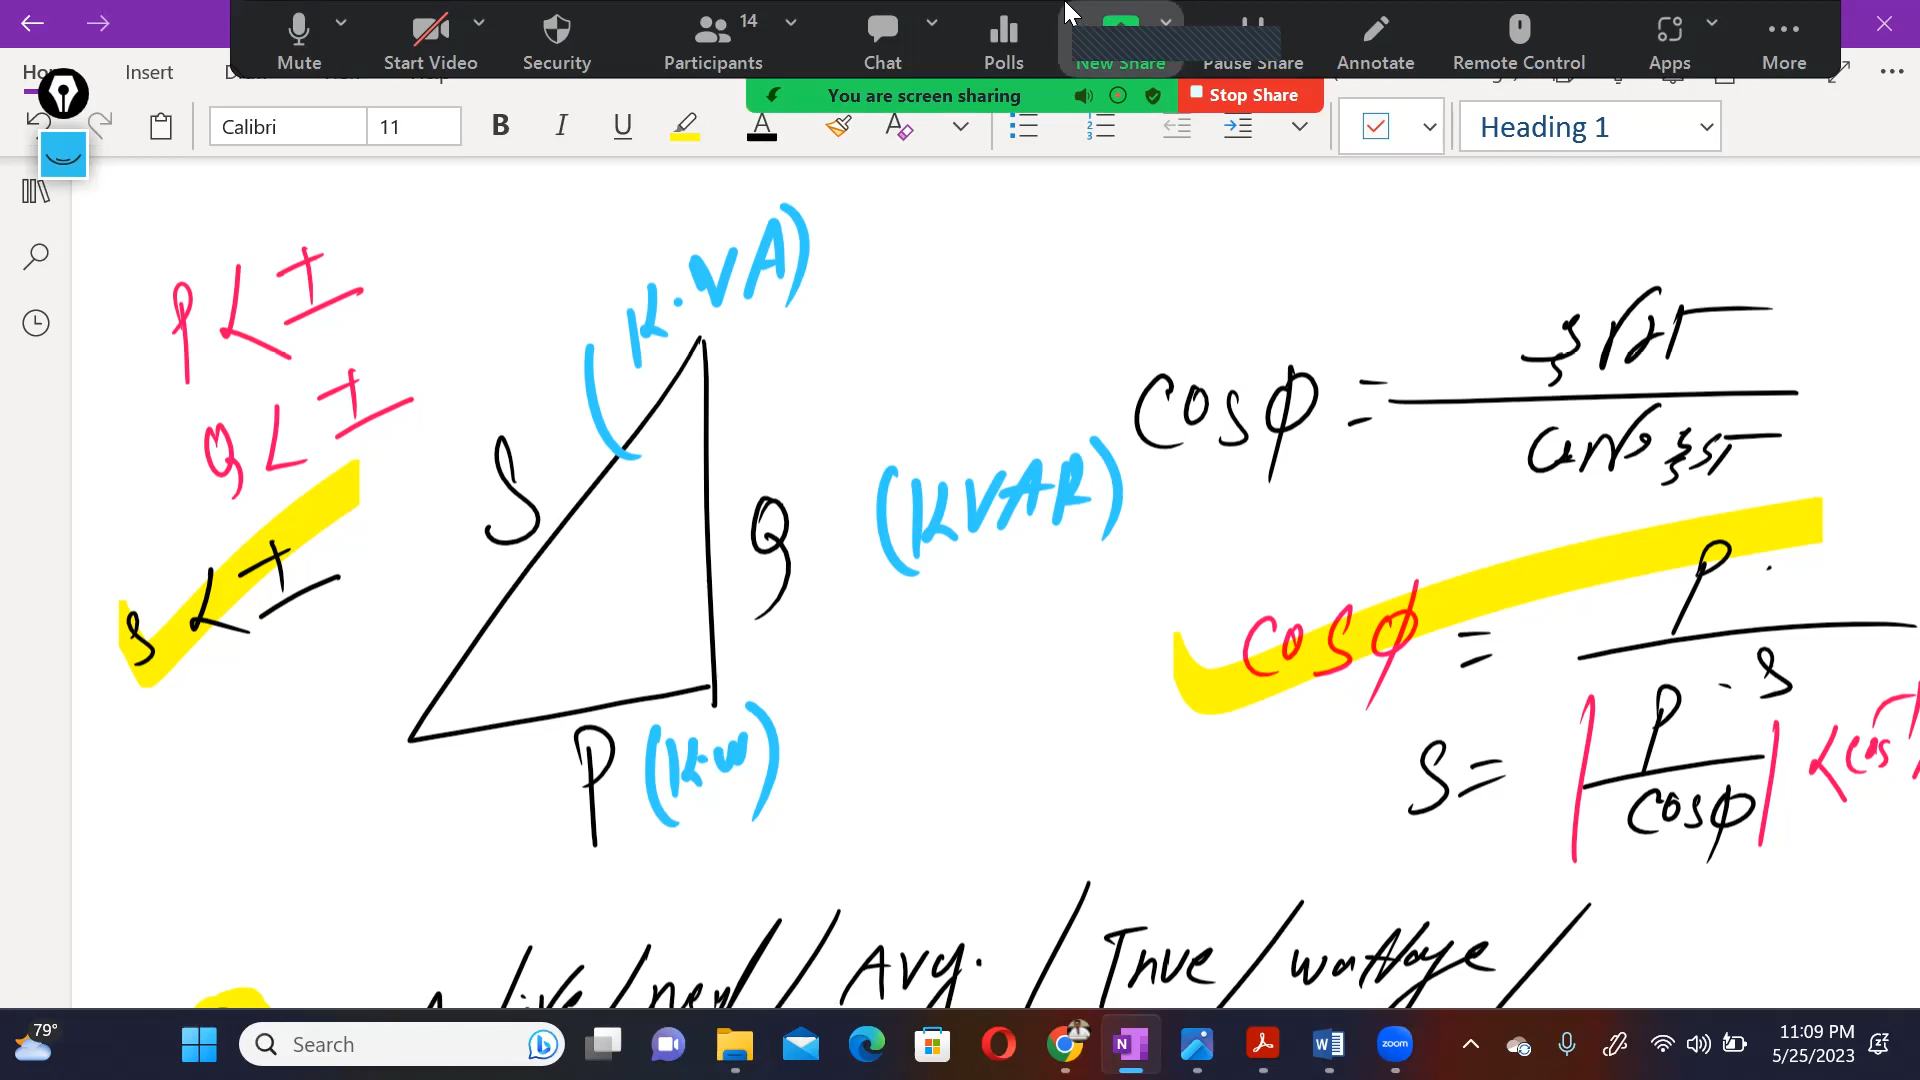 Mute
Start Video
Security
Participants
14
Chat
Polls
New Share
Pause Share
Annotate
Remote Control
Apps
More
You are screen sharing
Stop Share
Insert
Calibri
11
B I U
Heading 1
P∠±
Q∠±
S∠±
(K.VA)
S
Q
(KVAR)
P (K.W)
cosφ =
cosφ = P / S
S = |P / cosφ| ∠cos⁻
/ Avg. / True / wattage /
79°
Search
zoom
11:09 PM
5/25/2023